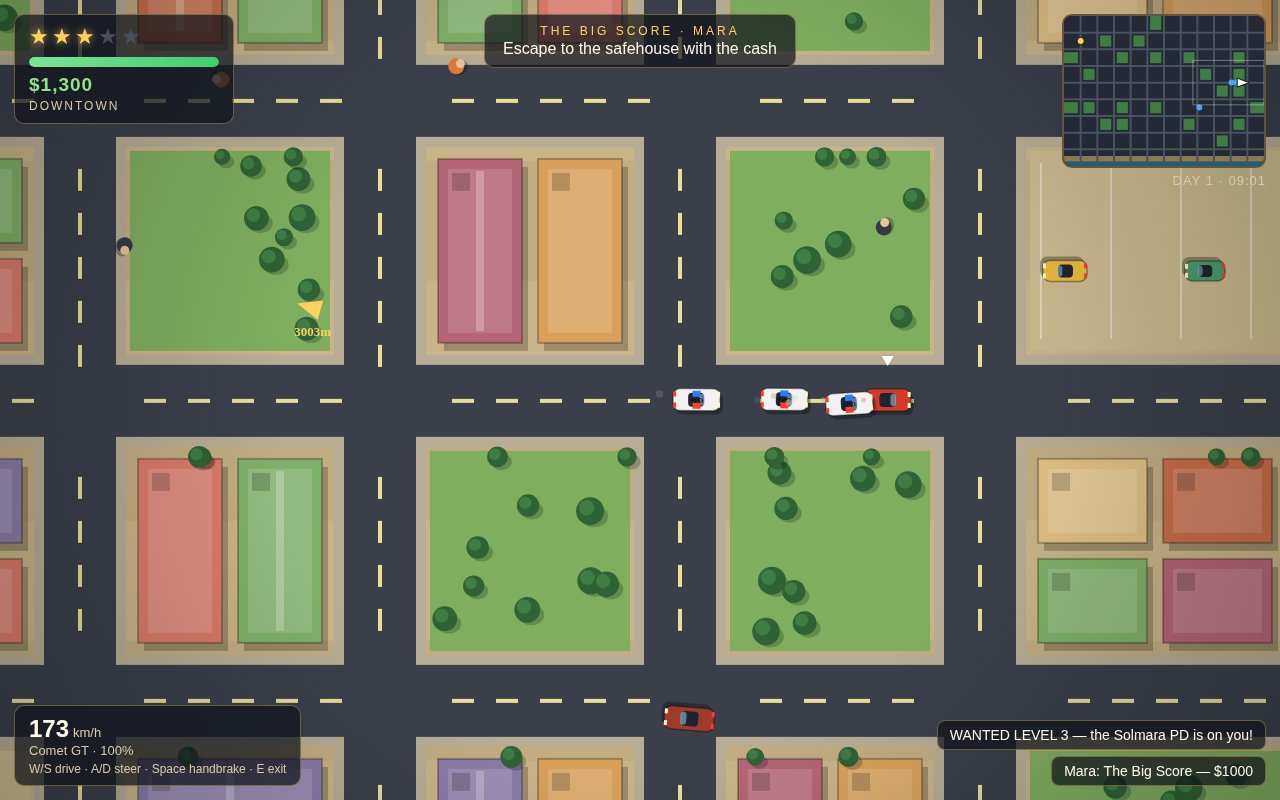 THE BIG SCORE · MARA
Escape to the safehouse with the cash
$1,300
DOWNTOWN
DAY 1 · 09:01
3003m
173 km/h
Comet GT · 100%
W/S drive · A/D steer · Space handbrake · E exit
WANTED LEVEL 3 — the Solmara PD is on you!
Mara: The Big Score — $1000